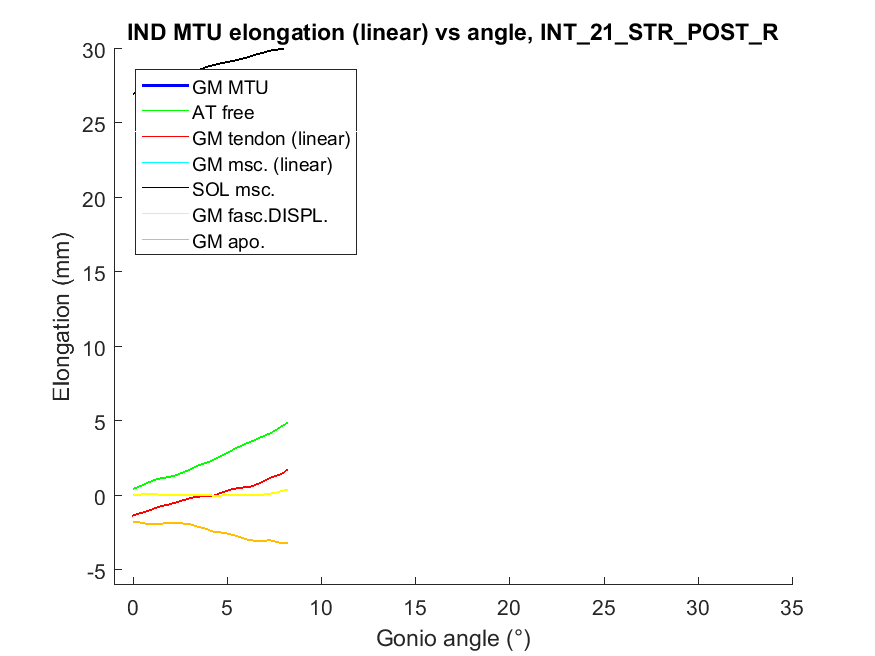 IND MTU elongation (linear) vs angle, INT_21_STR_POST_R
30
25
20
15
10
5
0
-5
Elongation (mm)
GM MTU
AT free
GM tendon (linear)
GM msc. (linear)
SOL msc.
GM fasc.DISPL.
GM apo.
0 5 10 15 20 25 30 35
Gonio angle (°)